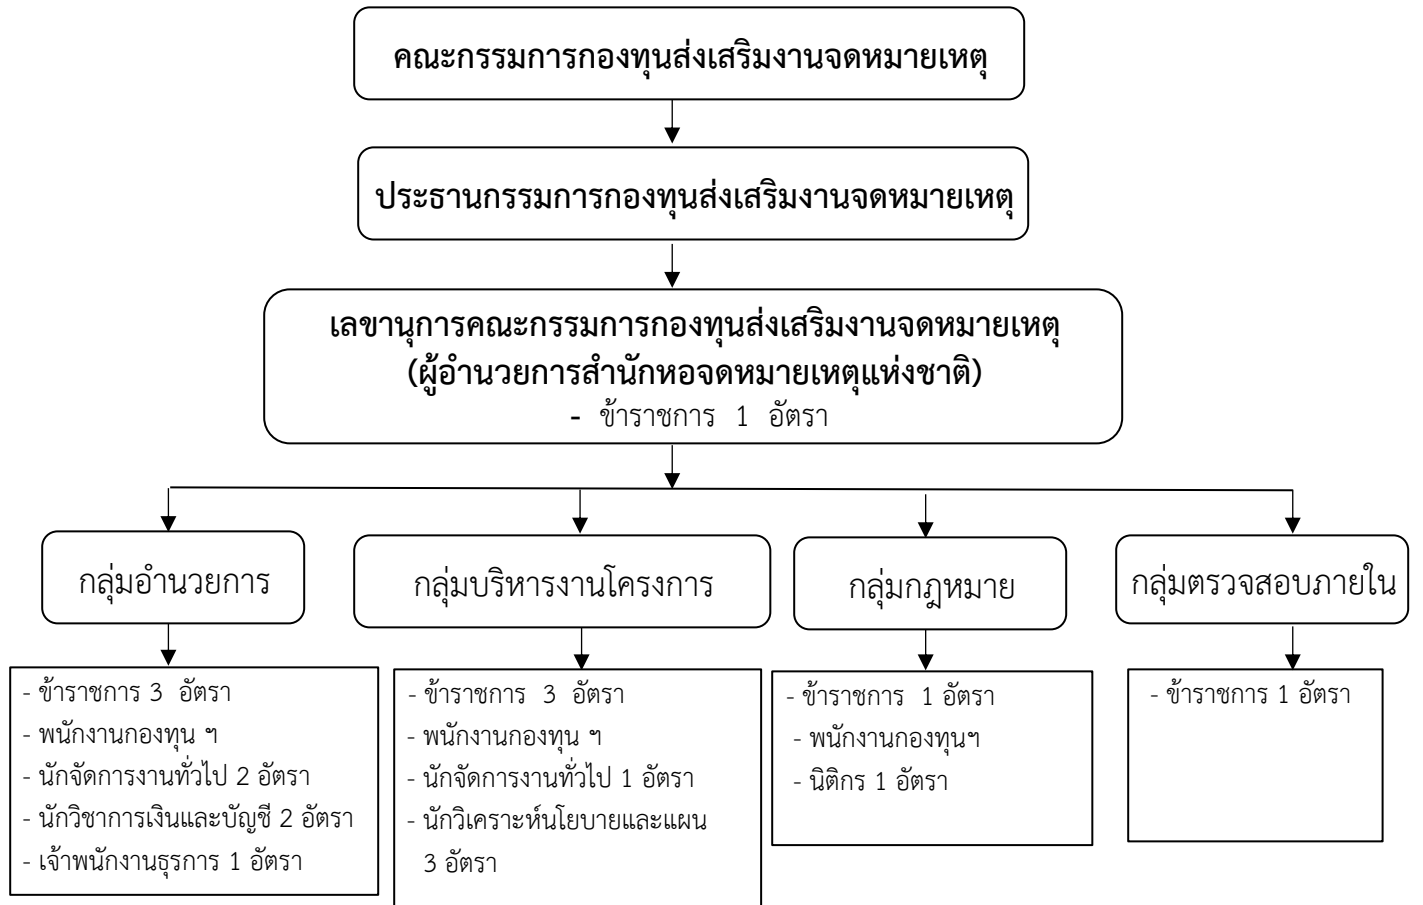 คณะกรรมการกองทุนส่งเสริมงานจดหมายเหตุ
ประธานกรรมการกองทุนส่งเสริมงานจดหมายเหตุ
เลขานุการคณะกรรมการกองทุนส่งเสริมงานจดหมายเหตุ
(ผู้อำนวยการสำนักหอจดหมายเหตุแห่งชาติ)
- ข้าราชการ 1 อัตรา
กลุ่มอำนวยการ
- ข้าราชการ 3 อัตรา
- พนักงานกองทุน ฯ
- นักจัดการงานทั่วไป 2 อัตรา
- นักวิชาการเงินและบัญชี 2 อัตรา
- เจ้าพนักงานธุรการ 1 อัตรา
กลุ่มบริหารงานโครงการ
- ข้าราชการ 3 อัตรา
- พนักงานกองทุน ฯ
- นักจัดการงานทั่วไป 1 อัตรา
- นักวิเคราะห์นโยบายและแผน
3 อัตรา
กลุ่มกฎหมาย
- ข้าราชการ 1 อัตรา
- พนักงานกองทุนฯ
- นิติกร 1 อัตรา
กลุ่มตรวจสอบภายใน
- ข้าราชการ 1 อัตรา